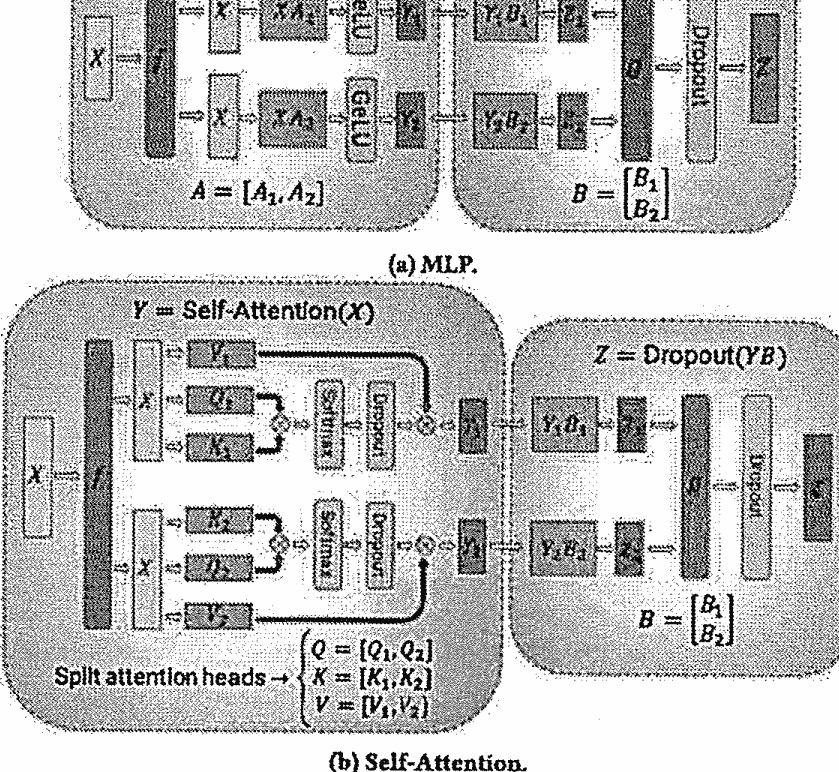 X
X
XA₁
GeLU
Y₁
Y₁B₁
Z₁
X
f
g
Dropout
Z
X
XA₂
GeLU
Y₂
Y₂B₂
Z₂
A = [A₁, A₂]
B = [B₁
B₂]
(a) MLP.
Y = Self-Attention(X)
Z = Dropout(YB)
V₁
X
Q₁
Softmax
Dropout
Y₁
Y₁B₁
Z₁
K₁
X
f
g
Dropout
Z
K₂
X
Q₂
Softmax
Dropout
Y₂
Y₂B₂
Z₂
V₂
B = [B₁
B₂]
Split attention heads → { Q = [Q₁, Q₂]
K = [K₁, K₂]
V = [V₁, V₂]
(b) Self-Attention.